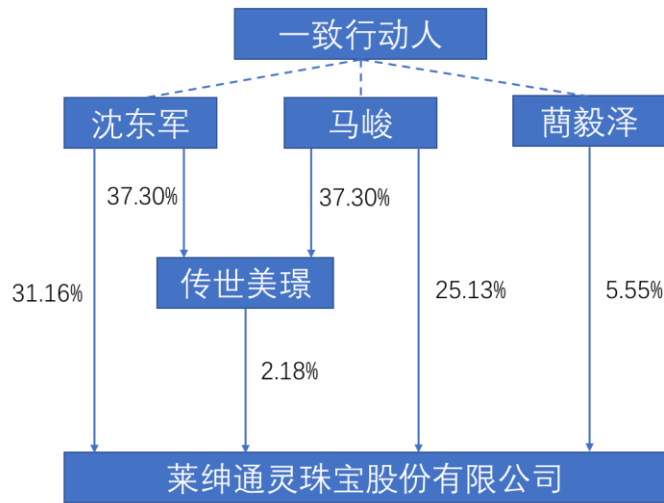 一致行动人
沈东军
马峻
蔄毅泽
37.30%
37.30%
传世美璟
31.16%
25.13%
5.55%
2.18%
莱绅通灵珠宝股份有限公司